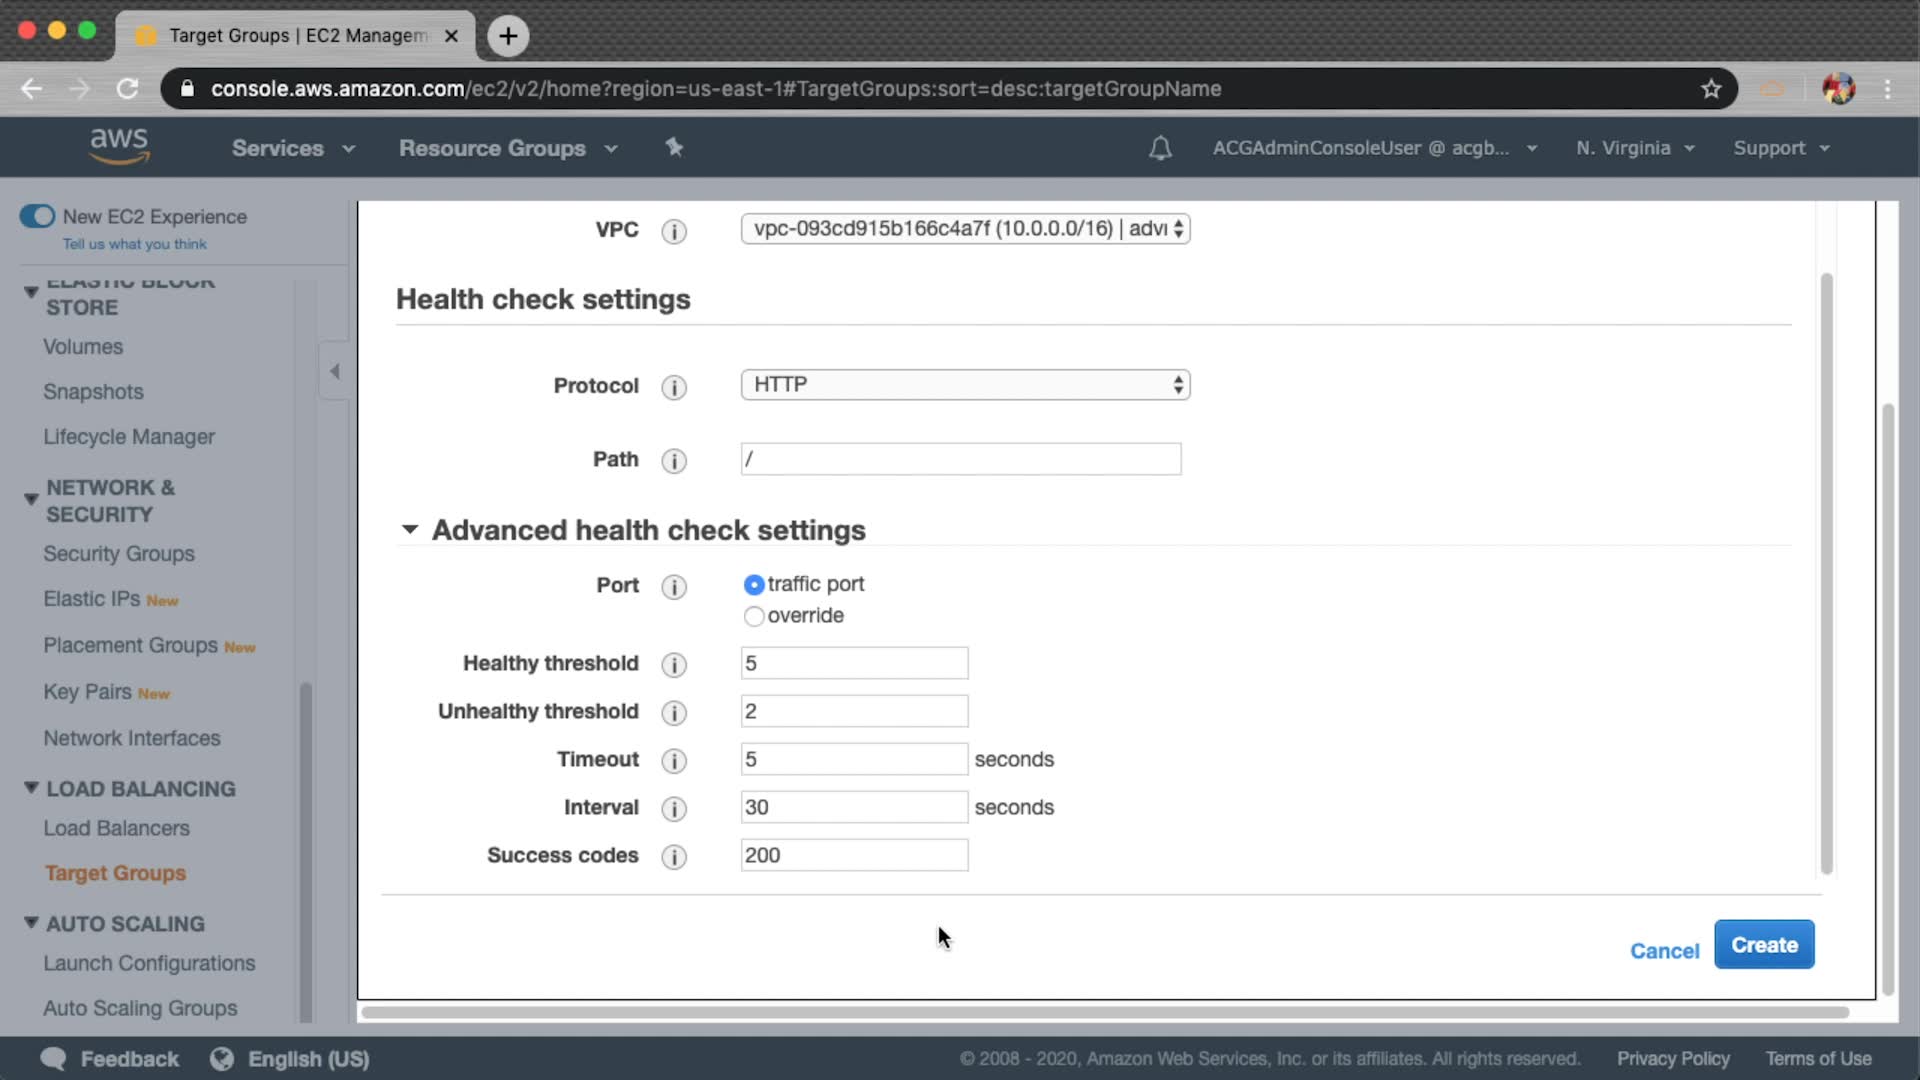 Target Groups | EC2 Managem
console.aws.amazon.com/ec2/v2/home?region=us-east-1#TargetGroups:sort=desc:targetGroupName
aws
Services
Resource Groups
ACGAdminConsoleUser @ acgb...
N. Virginia
Support
New EC2 Experience
Tell us what you think
ELASTIC BLOCK
STORE
Volumes
Snapshots
Lifecycle Manager
NETWORK &
SECURITY
Security Groups
Elastic IPs New
Placement Groups New
Key Pairs New
Network Interfaces
LOAD BALANCING
Load Balancers
Target Groups
AUTO SCALING
Launch Configurations
Auto Scaling Groups
VPC
vpc-093cd915b166c4a7f (10.0.0.0/16) |
Health check settings
Protocol
HTTP
Path
/
Advanced health check settings
Port
traffic port
override
Healthy threshold
5
Unhealthy threshold
2
Timeout
5
seconds
Interval
30
seconds
Success codes
200
Cancel
Create
Feedback
English (US)
© 2008 - 2020, Amazon Web Services, Inc. or its affiliates. All rights reserved.
Privacy Policy
Terms of Use